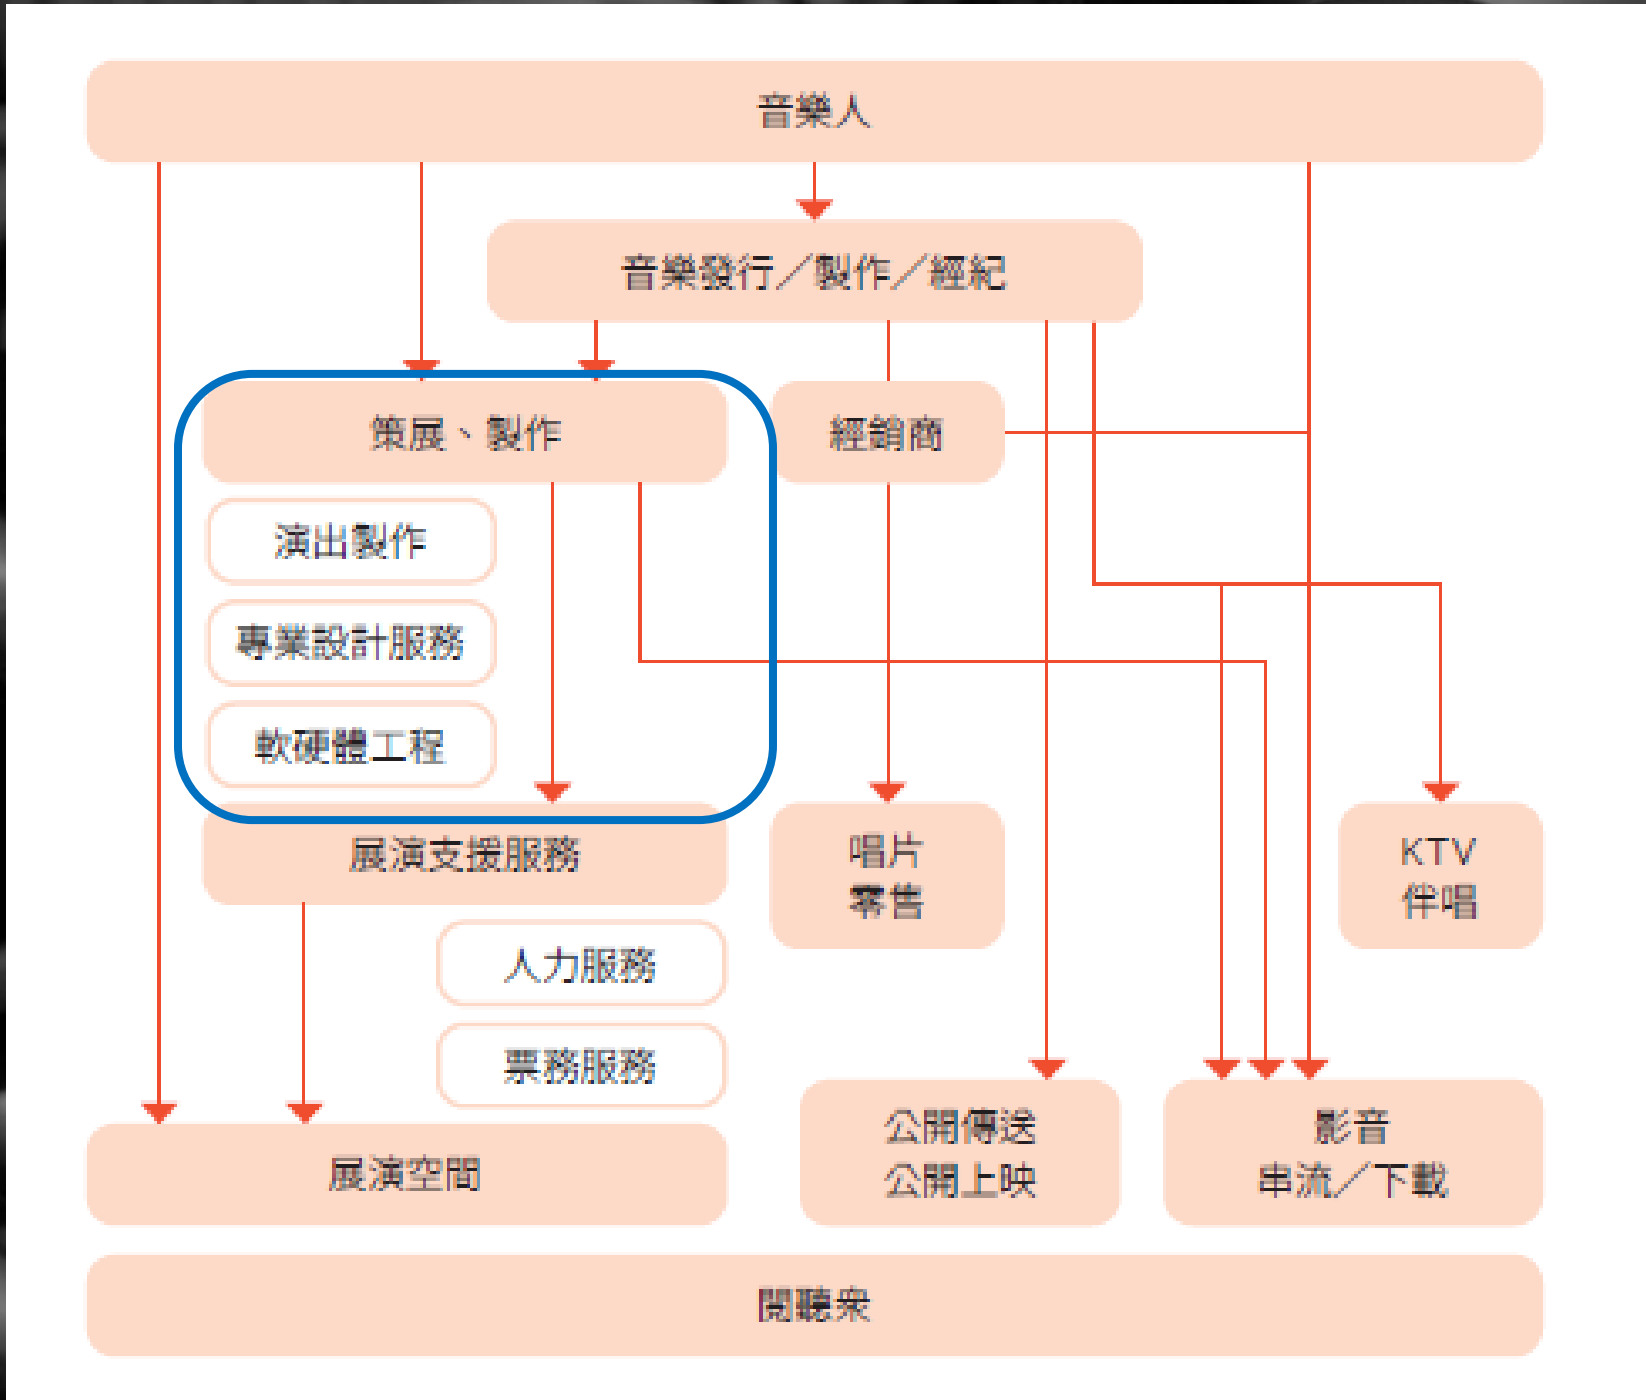 音樂人
音樂發行／製作／經紀
策展、製作
經銷商
演出製作
專業設計服務
軟硬體工程
展演支援服務
唱片
零售
KTV
伴唱
人力服務
票務服務
展演空間
公開傳送
公開上映
影音
串流／下載
閱聽眾